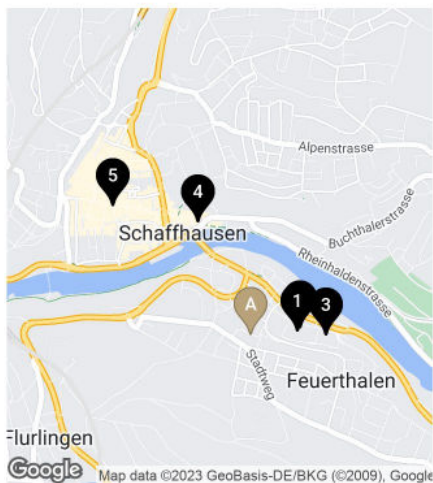 Alpenstrasse
5
4
Buchthalerstrasse
Schaffhausen
Rheinhaldenstrasse
A
1
3
Stadtweg
Feuerthalen
Flurlingen
Google
Map data ©2023 GeoBasis-DE/BKG (©2009), Google